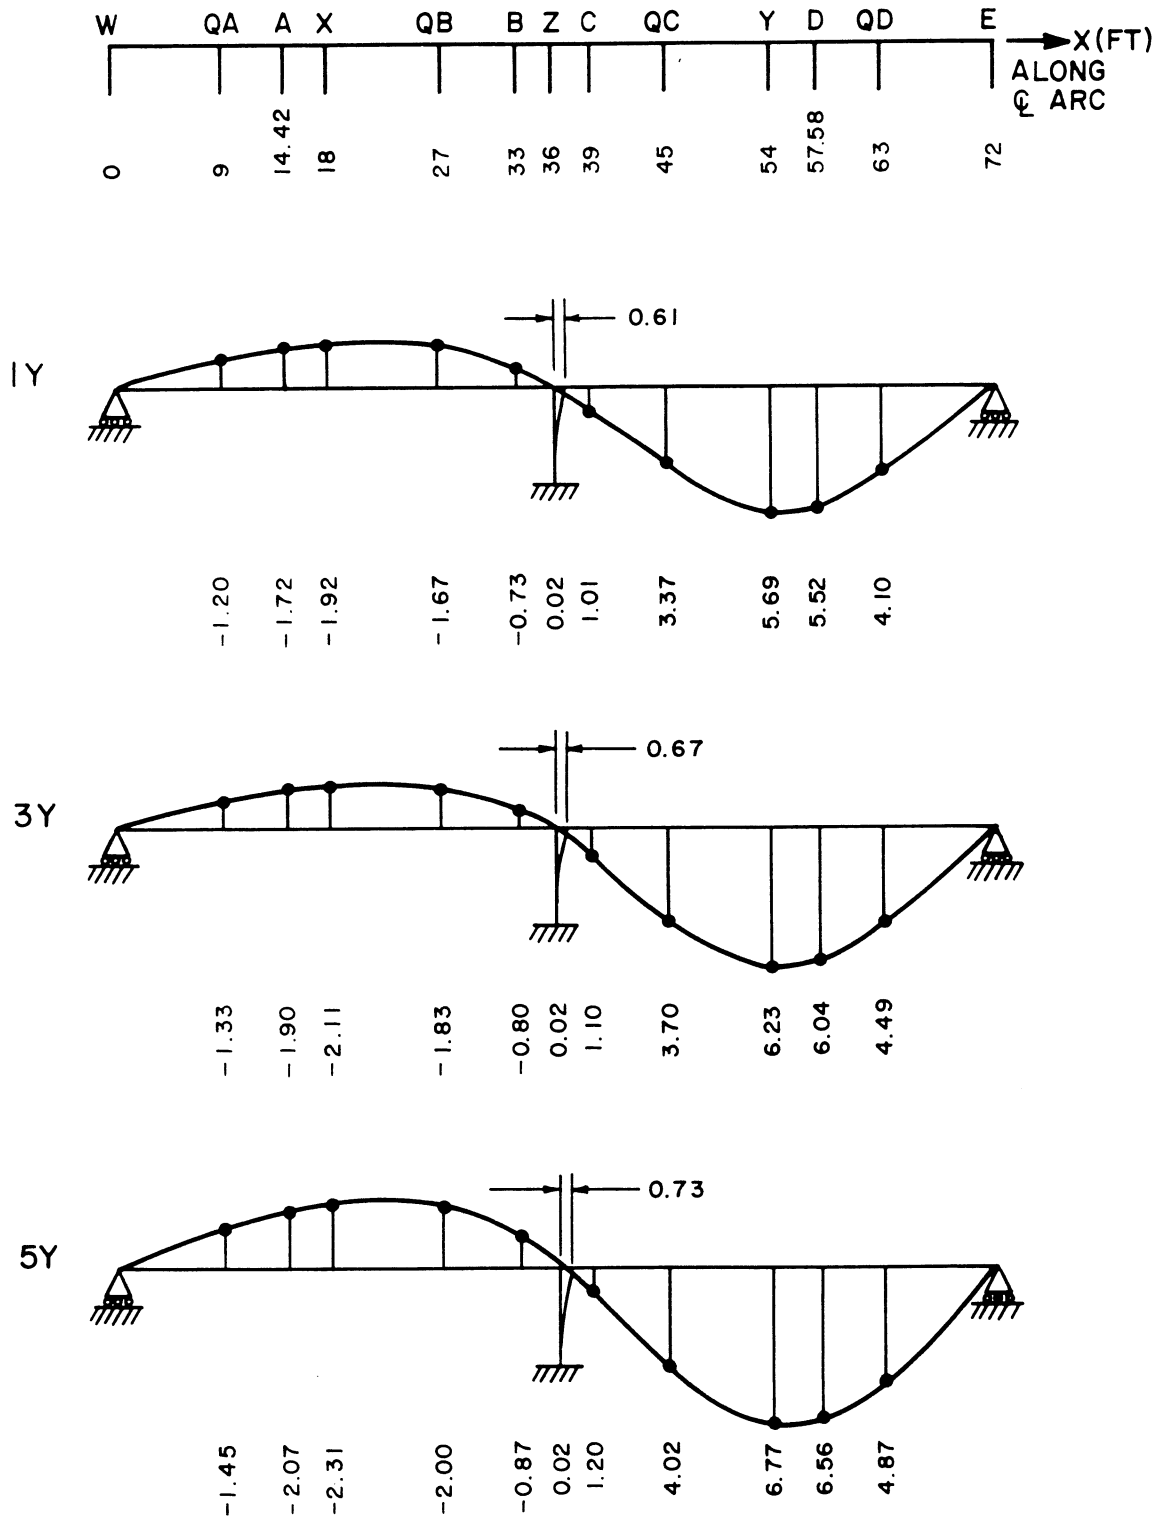 W QA A X QB B Z C QC Y D QD E X(FT)
ALONG
℄ ARC
0 9 14.42 18 27 33 36 39 45 54 57.58 63 72
0.61
1Y
-1.20 -1.72 -1.92 -1.67 -0.73 0.02 1.01 3.37 5.69 5.52 4.10
0.67
3Y
-1.33 -1.90 -2.11 -1.83 -0.80 0.02 1.10 3.70 6.23 6.04 4.49
0.73
5Y
-1.45 -2.07 -2.31 -2.00 -0.87 0.02 1.20 4.02 6.77 6.56 4.87